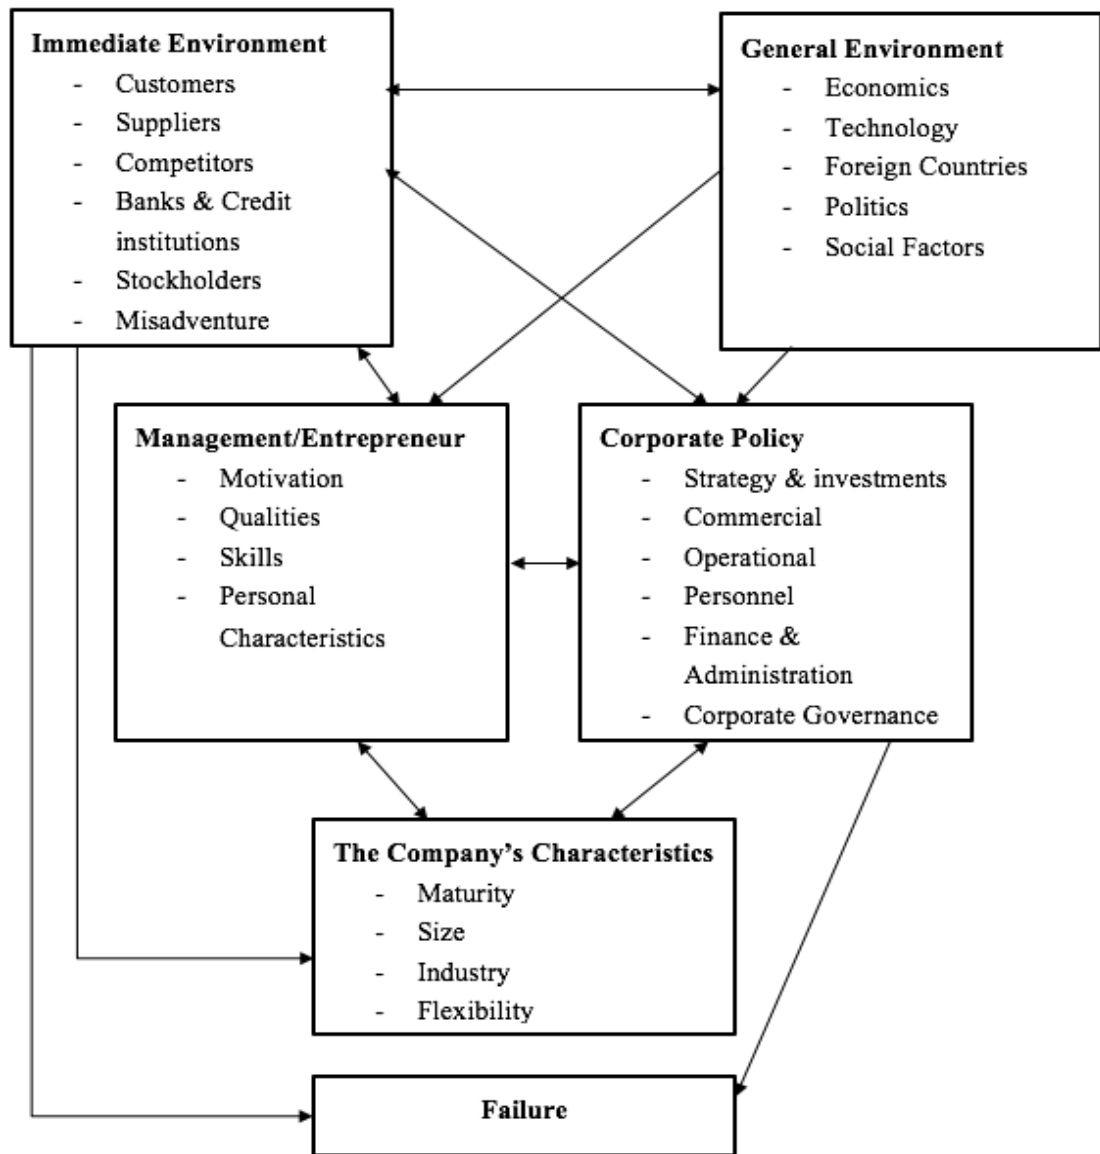 Immediate Environment
- Customers
- Suppliers
- Competitors
- Banks & Credit
institutions
- Stockholders
- Misadventure
General Environment
- Economics
- Technology
- Foreign Countries
- Politics
- Social Factors
Management/Entrepreneur
- Motivation
- Qualities
- Skills
- Personal
Characteristics
Corporate Policy
- Strategy & investments
- Commercial
- Operational
- Personnel
- Finance &
Administration
- Corporate Governance
The Company’s Characteristics
- Maturity
- Size
- Industry
- Flexibility
Failure